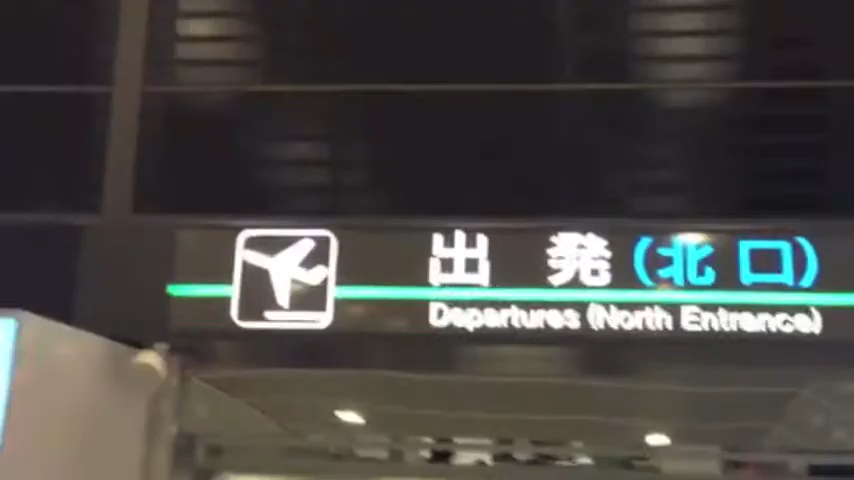 出 発 (北 口)
Departures (North Entrance)